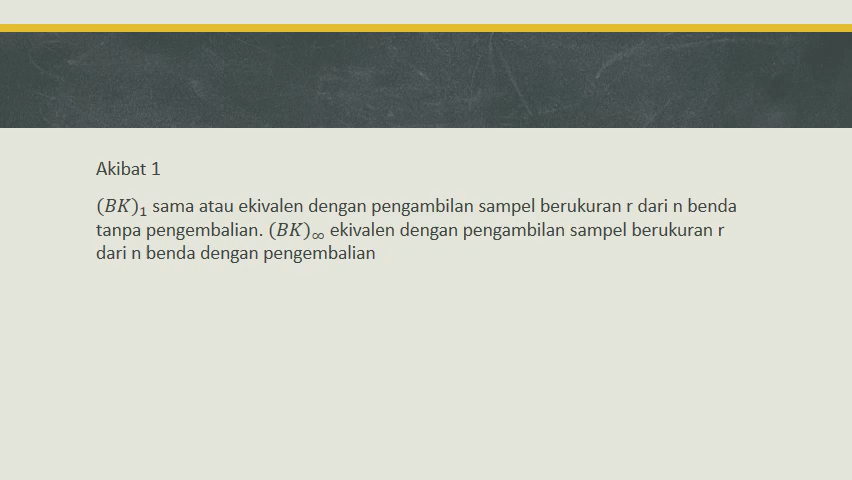 Akibat 1
(BK)₁ sama atau ekivalen dengan pengambilan sampel berukuran r dari n benda
tanpa pengembalian. (BK)∞ ekivalen dengan pengambilan sampel berukuran r
dari n benda dengan pengembalian